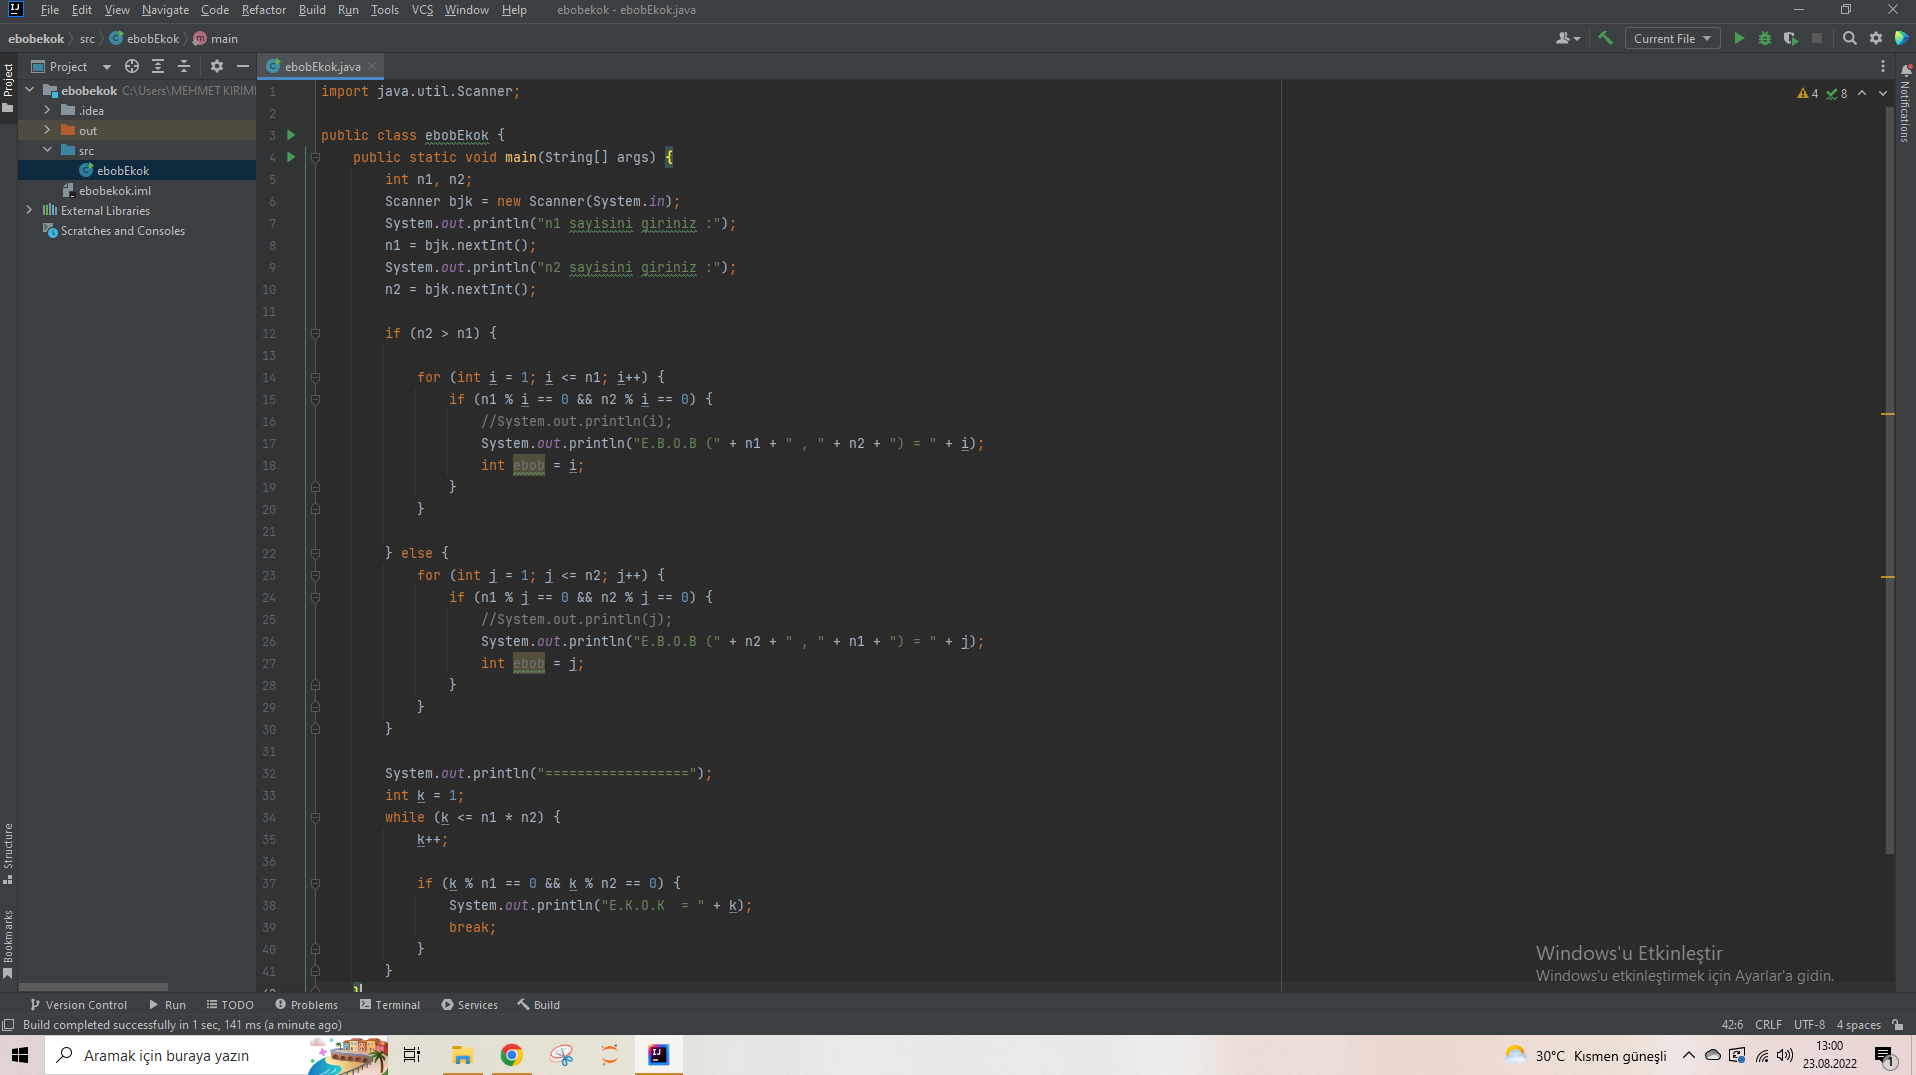 File Edit View Navigate Code Refactor Build Run Tools VCS Window Help ebobekok - ebobEkok.java
ebobekok src ebobEkok main Current File
Project ebobEkok.java
ebobekok C:\Users\MEHMET KIRIM
.idea
out
src
ebobEkok
ebobekok.iml
External Libraries
Scratches and Consoles
Project
Structure
Bookmarks
Notifications
4 8
1 import java.util.Scanner;
2
3 public class ebobEkok {
4 public static void main(String[] args) {
5 int n1, n2;
6 Scanner bjk = new Scanner(System.in);
7 System.out.println("n1 sayisini giriniz :");
8 n1 = bjk.nextInt();
9 System.out.println("n2 sayisini giriniz :");
10 n2 = bjk.nextInt();
11
12 if (n2 > n1) {
13
14 for (int i = 1; i <= n1; i++) {
15 if (n1 % i == 0 && n2 % i == 0) {
16 //System.out.println(i);
17 System.out.println("E.B.O.B (" + n1 + " , " + n2 + ") = " + i);
18 int ebob = i;
19 }
20 }
21
22 } else {
23 for (int j = 1; j <= n2; j++) {
24 if (n1 % j == 0 && n2 % j == 0) {
25 //System.out.println(j);
26 System.out.println("E.B.O.B (" + n2 + " , " + n1 + ") = " + j);
27 int ebob = j;
28 }
29 }
30 }
31
32 System.out.println("==================");
33 int k = 1;
34 while (k <= n1 * n2) {
35 k++;
36
37 if (k % n1 == 0 && k % n2 == 0) {
38 System.out.println("E.K.O.K  = " + k);
39 break;
40 }
41 }
42 }
Windows'u Etkinleştir
Windows'u etkinleştirmek için Ayarlar'a gidin.
Version Control Run TODO Problems Terminal Services Build
Build completed successfully in 1 sec, 141 ms (a minute ago) 42:6 CRLF UTF-8 4 spaces
Aramak için buraya yazın 30°C Kısmen güneşli 13:00
23.08.2022 1